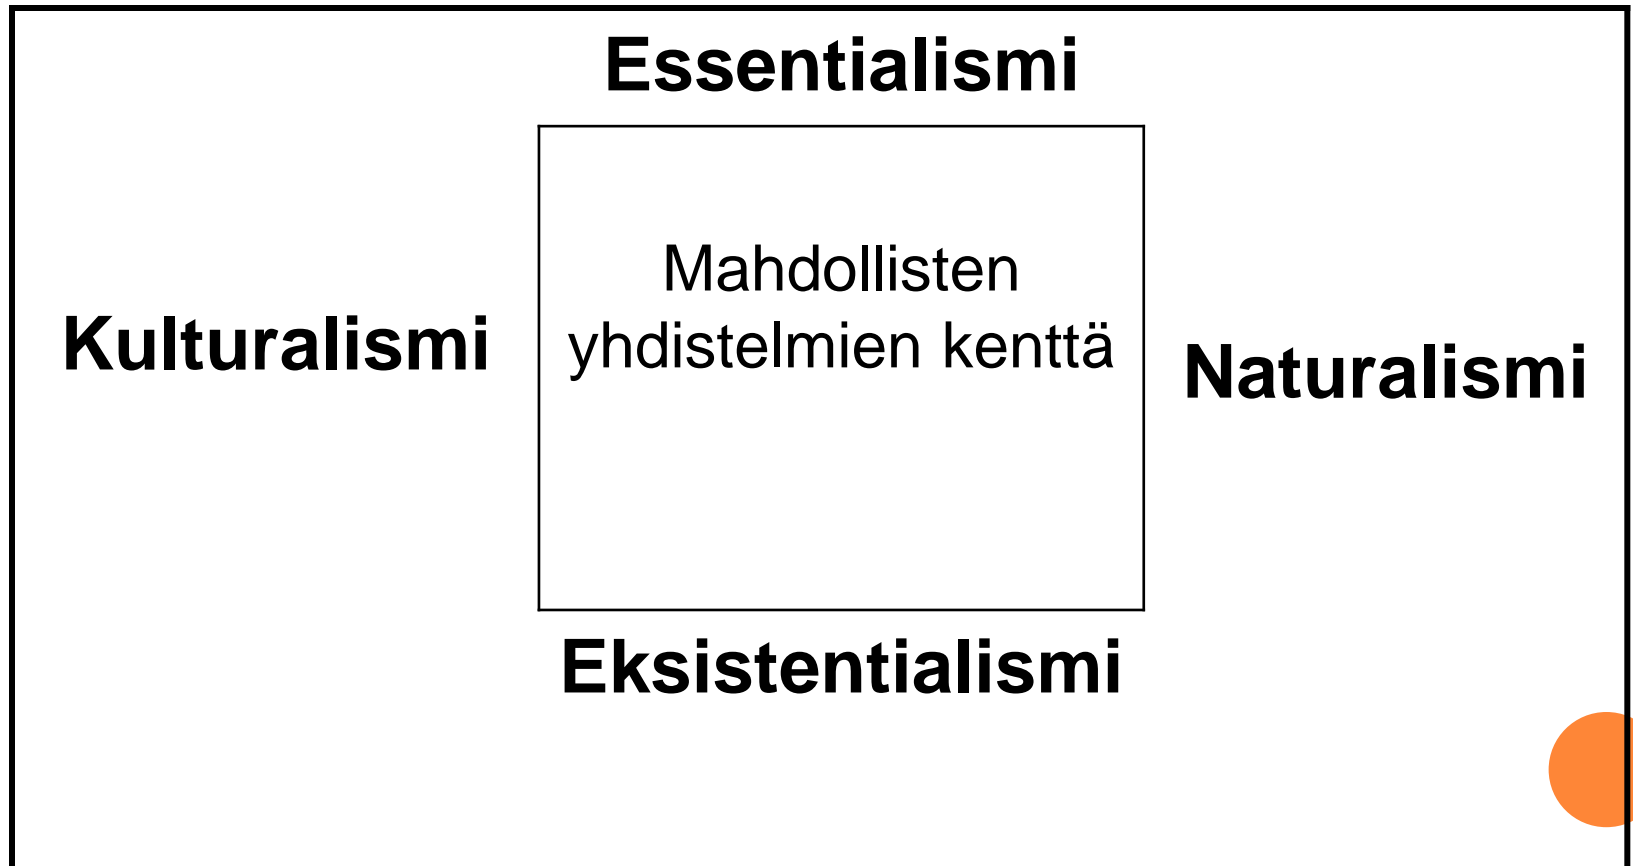 Essentialismi
Mahdollisten
yhdistelmien kenttä
Kulturalismi
Naturalismi
Eksistentialismi